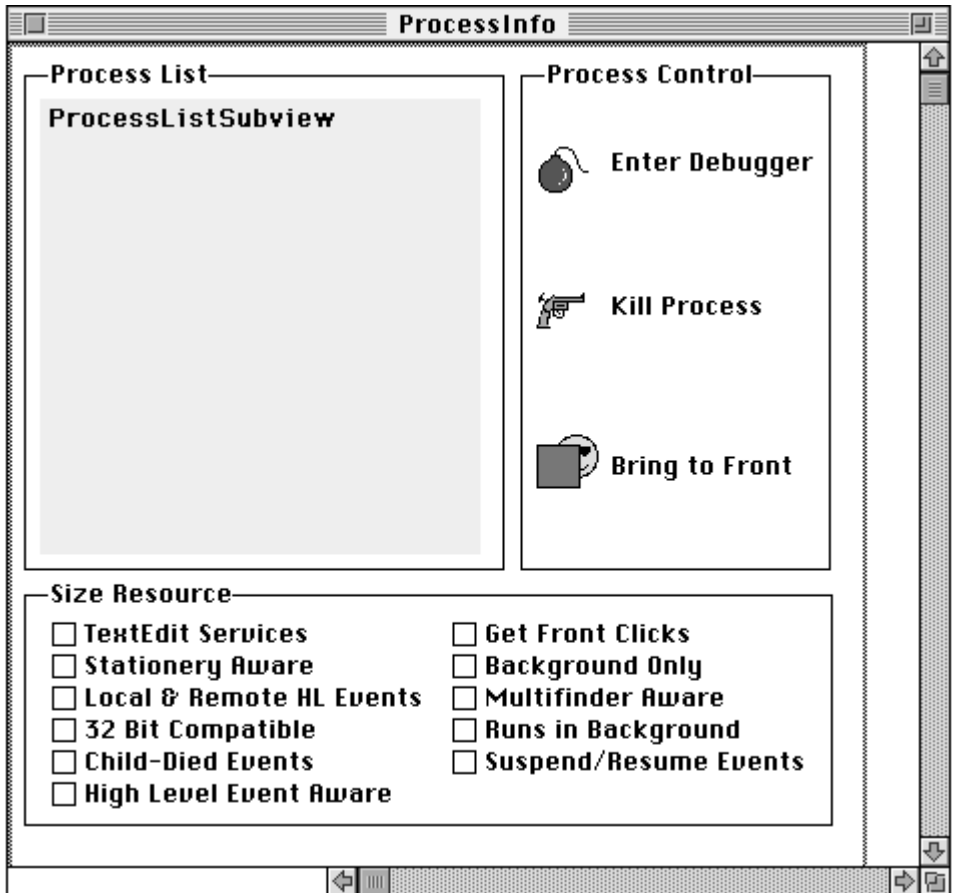 ProcessInfo
Process List
ProcessListSubview
Process Control
Enter Debugger
Kill Process
Bring to Front
Size Resource
TextEdit Services
Stationery Aware
Local & Remote HL Events
32 Bit Compatible
Child-Died Events
High Level Event Aware
Get Front Clicks
Background Only
Multifinder Aware
Runs in Background
Suspend/Resume Events